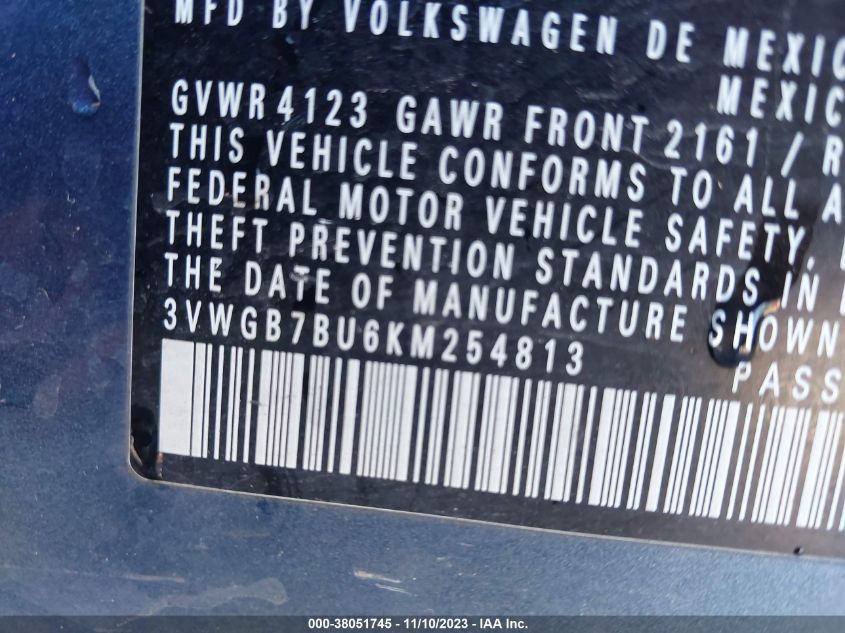 MFD BY VOLKSWAGEN DE MEXIC
MEXIC
GVWR 4123 GAWR FRONT 2161 / R
THIS VEHICLE CONFORMS TO ALL A
FEDERAL MOTOR VEHICLE SAFETY,
THEFT PREVENTION STANDARDS IN
THE DATE OF MANUFACTURE SHOWN
3VWGB7BU6KM254813
PASS
000-38051745 - 11/10/2023 - IAA Inc.